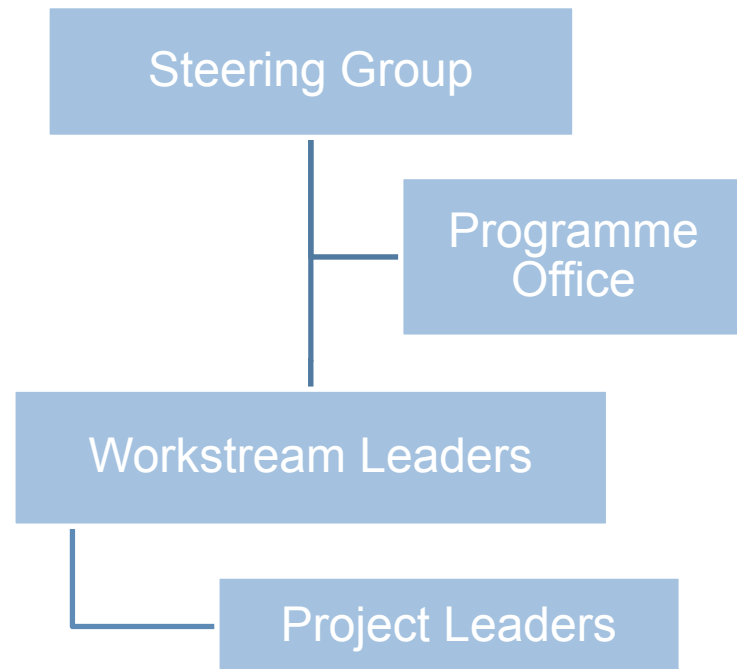 Steering Group
Programme
Office
Workstream Leaders
Project Leaders